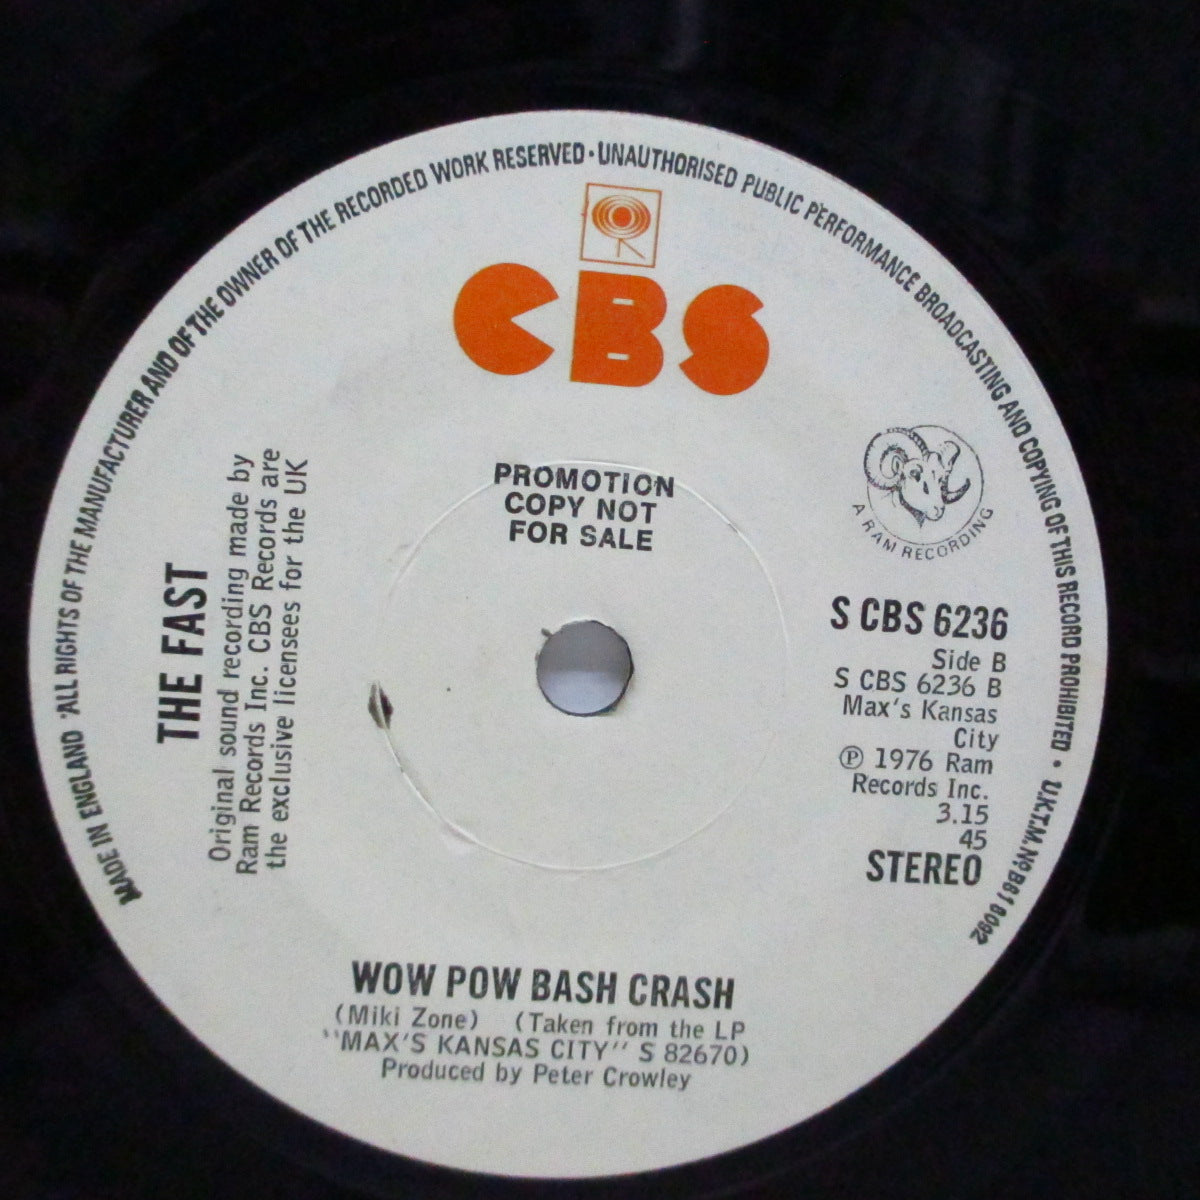 MADE IN ENGLAND · ALL RIGHTS OF THE MANUFACTURER AND OF THE OWNER OF THE RECORDED WORK RESERVED · UNAUTHORISED PUBLIC PERFORMANCE BROADCASTING AND COPYING OF THIS RECORD PROHIBITED · U.K.T.M. Nº B618092
CBS
PROMOTION
COPY NOT
FOR SALE
A RAM RECORDING
THE FAST
Original sound recording made by
Ram Records Inc. CBS Records are
the exclusive licensees for the UK
S CBS 6236
Side B
S CBS 6236 B
Max's Kansas
City
℗ 1976 Ram
Records Inc.
3.15
45
STEREO
WOW POW BASH CRASH
(Miki Zone) (Taken from the LP
"MAX'S KANSAS CITY" S 82670)
Produced by Peter Crowley